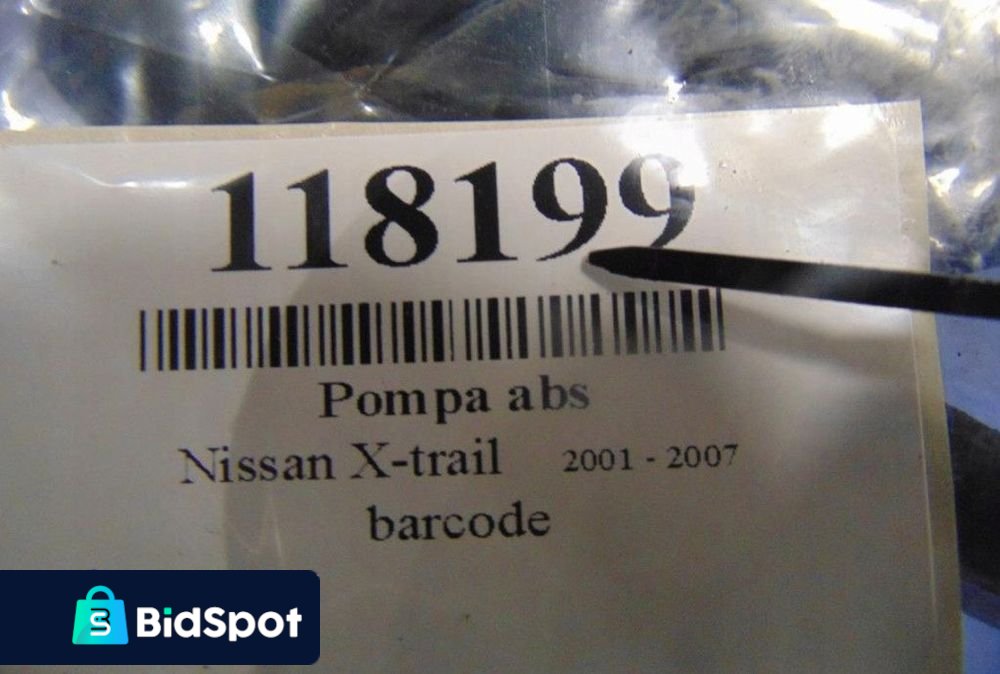 118199
Pompa abs
Nissan X-trail 2001 - 2007
barcode
BidSpot